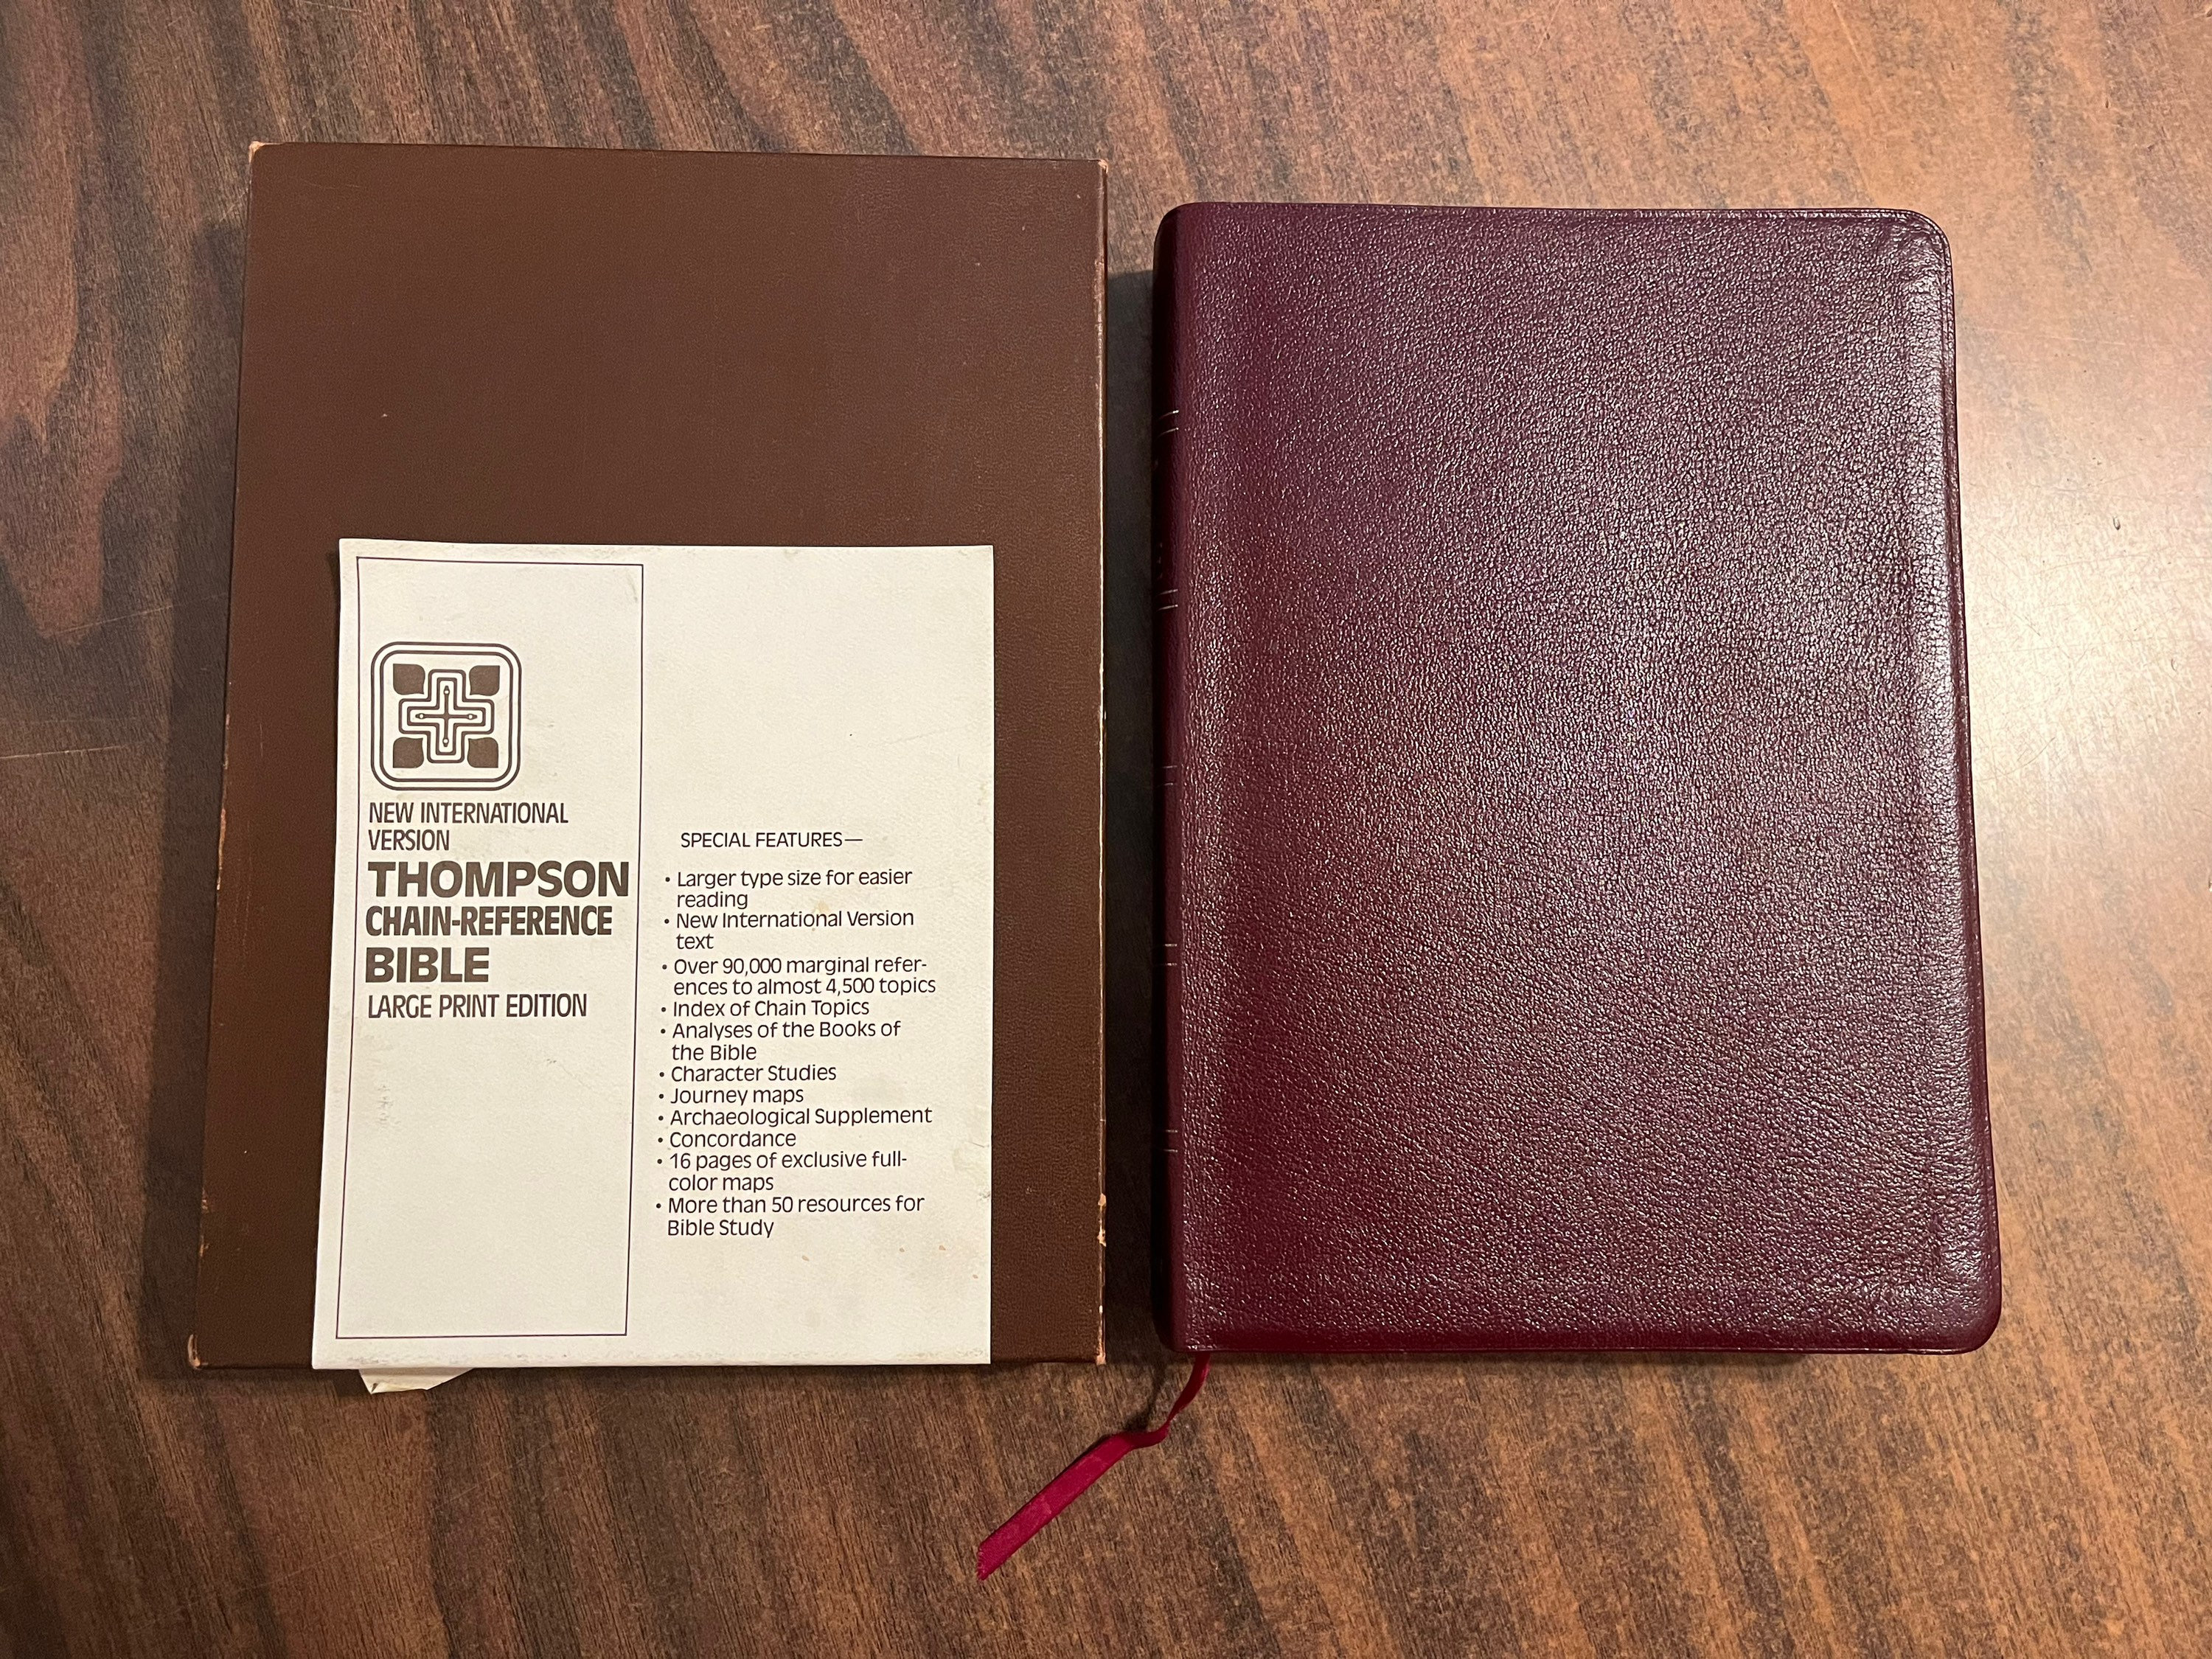 NEW INTERNATIONAL
VERSION
THOMPSON
CHAIN-REFERENCE
BIBLE
LARGE PRINT EDITION
SPECIAL FEATURES—
• Larger type size for easier
reading
• New International Version
text
• Over 90,000 marginal refer-
ences to almost 4,500 topics
• Index of Chain Topics
• Analyses of the Books of
the Bible
• Character Studies
• Journey maps
• Archaeological Supplement
• Concordance
• 16 pages of exclusive full-
color maps
• More than 50 resources for
Bible Study